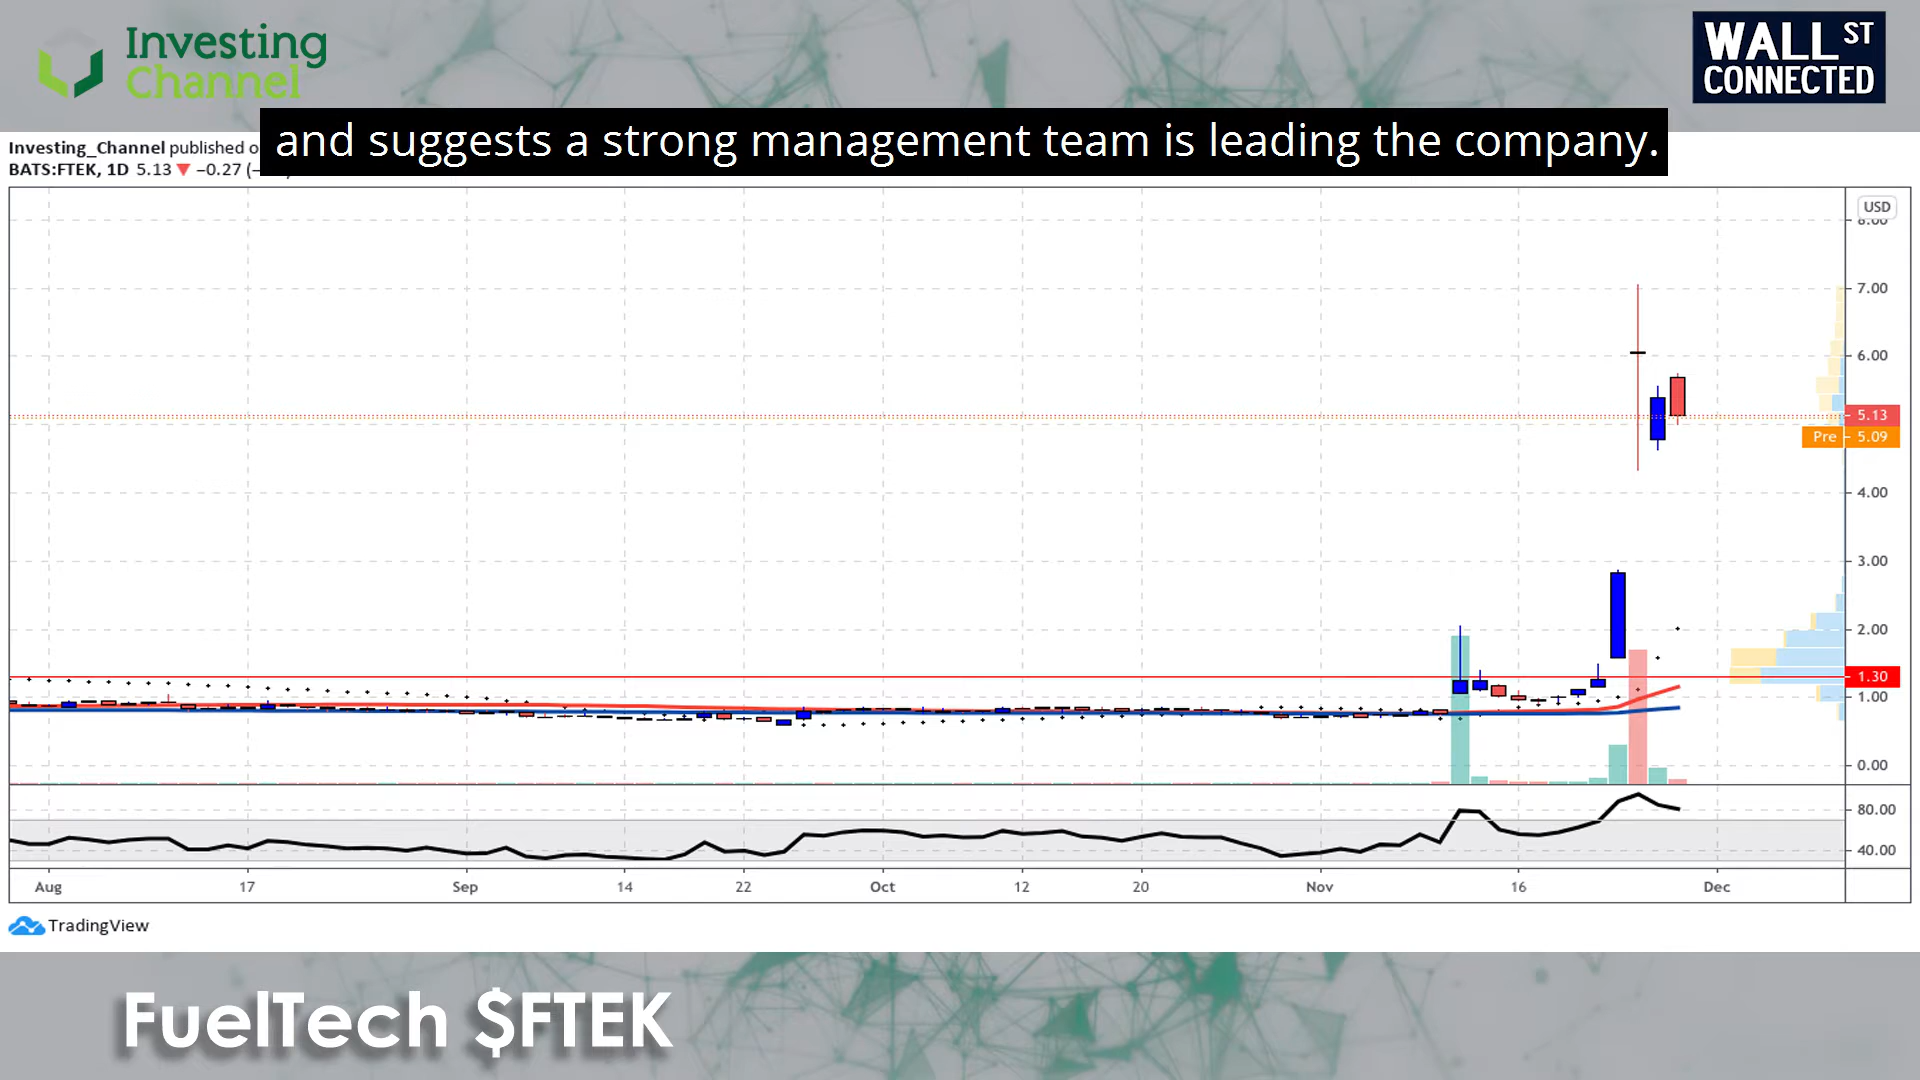 Investing
Channel
WALL ST
CONNECTED
and suggests a strong management team is leading the company.
Investing_Channel published
BATS:FTEK, 1D 5.13 ▼ −0.27
USD
8.00
7.00
6.00
5.13
Pre 5.09
4.00
3.00
2.00
1.30
1.00
0.00
80.00
40.00
Aug 17 Sep 14 22 Oct 12 20 Nov 16 Dec
TradingView
FuelTech $FTEK